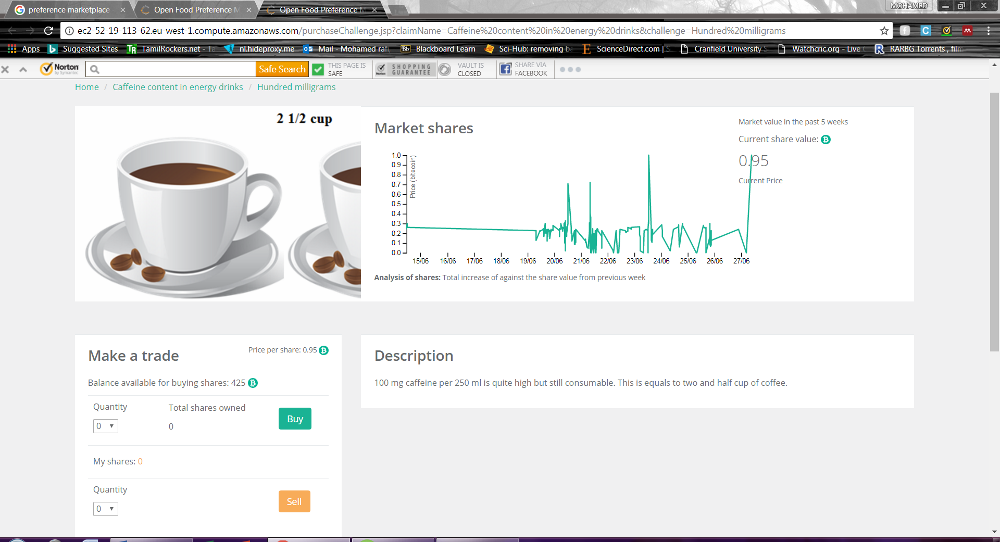 preference marketplace
Open Food Preference M
Open Food Preference M
MOHAMED
ec2-52-19-113-62.eu-west-1.compute.amazonaws.com/purchaseChallenge.jsp?claimName=Caffeine%20content%20in%20energy%20drinks&challenge=Hundred%20milligrams
Apps Suggested Sites TamilRockers.net - Ta nl.hideproxy.me Mail - Mohamed rafi Blackboard Learn Sci-Hub: removing ba ScienceDirect.com | S Cranfield University S Watchcric.org - Live RARBG Torrents , film
Norton by Symantec
Safe Search
THIS PAGE IS
SAFE
SHOPPING
GUARANTEE
VAULT IS
CLOSED
SHARE VIA
FACEBOOK
Home / Caffeine content in energy drinks / Hundred milligrams
2 1/2 cup
Market shares
Market value in the past 5 weeks
Current share value:
0.95
Current Price
1.0
0.9
0.8
0.7
0.6
0.5
0.4
0.3
0.2
0.1
0.0
Price (bitecoin)
15/06 16/06 17/06 18/06 19/06 20/06 21/06 22/06 23/06 24/06 25/06 26/06 27/06
Analysis of shares: Total increase of against the share value from previous week
Make a trade
Price per share: 0.95
Balance available for buying shares: 425
Quantity
Total shares owned
0
0
Buy
My shares: 0
Quantity
0
Sell
Description
100 mg caffeine per 250 ml is quite high but still consumable. This is equals to two and half cup of coffee.